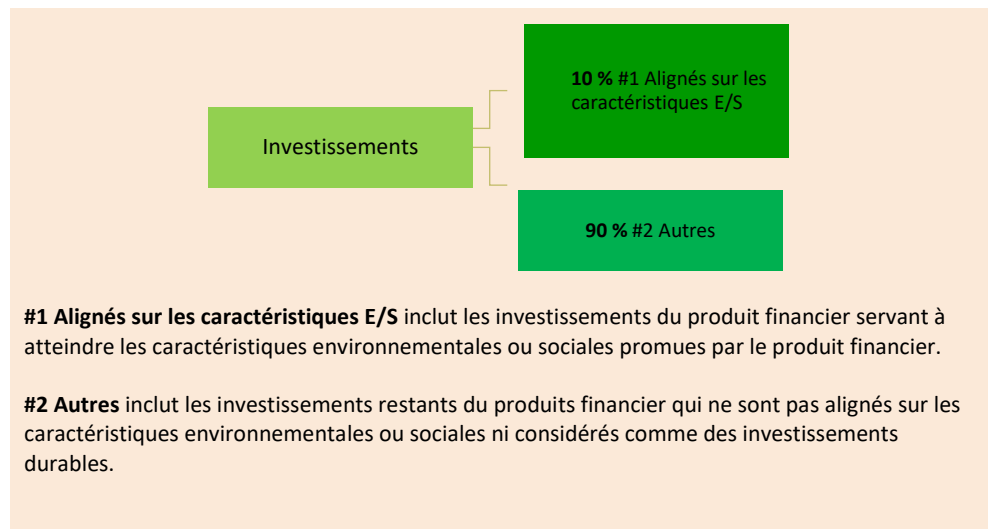 10 % #1 Alignés sur les
caractéristiques E/S
Investissements
90 % #2 Autres
#1 Alignés sur les caractéristiques E/S inclut les investissements du produit financier servant à
atteindre les caractéristiques environnementales ou sociales promues par le produit financier.
#2 Autres inclut les investissements restants du produits financier qui ne sont pas alignés sur les
caractéristiques environnementales ou sociales ni considérés comme des investissements
durables.